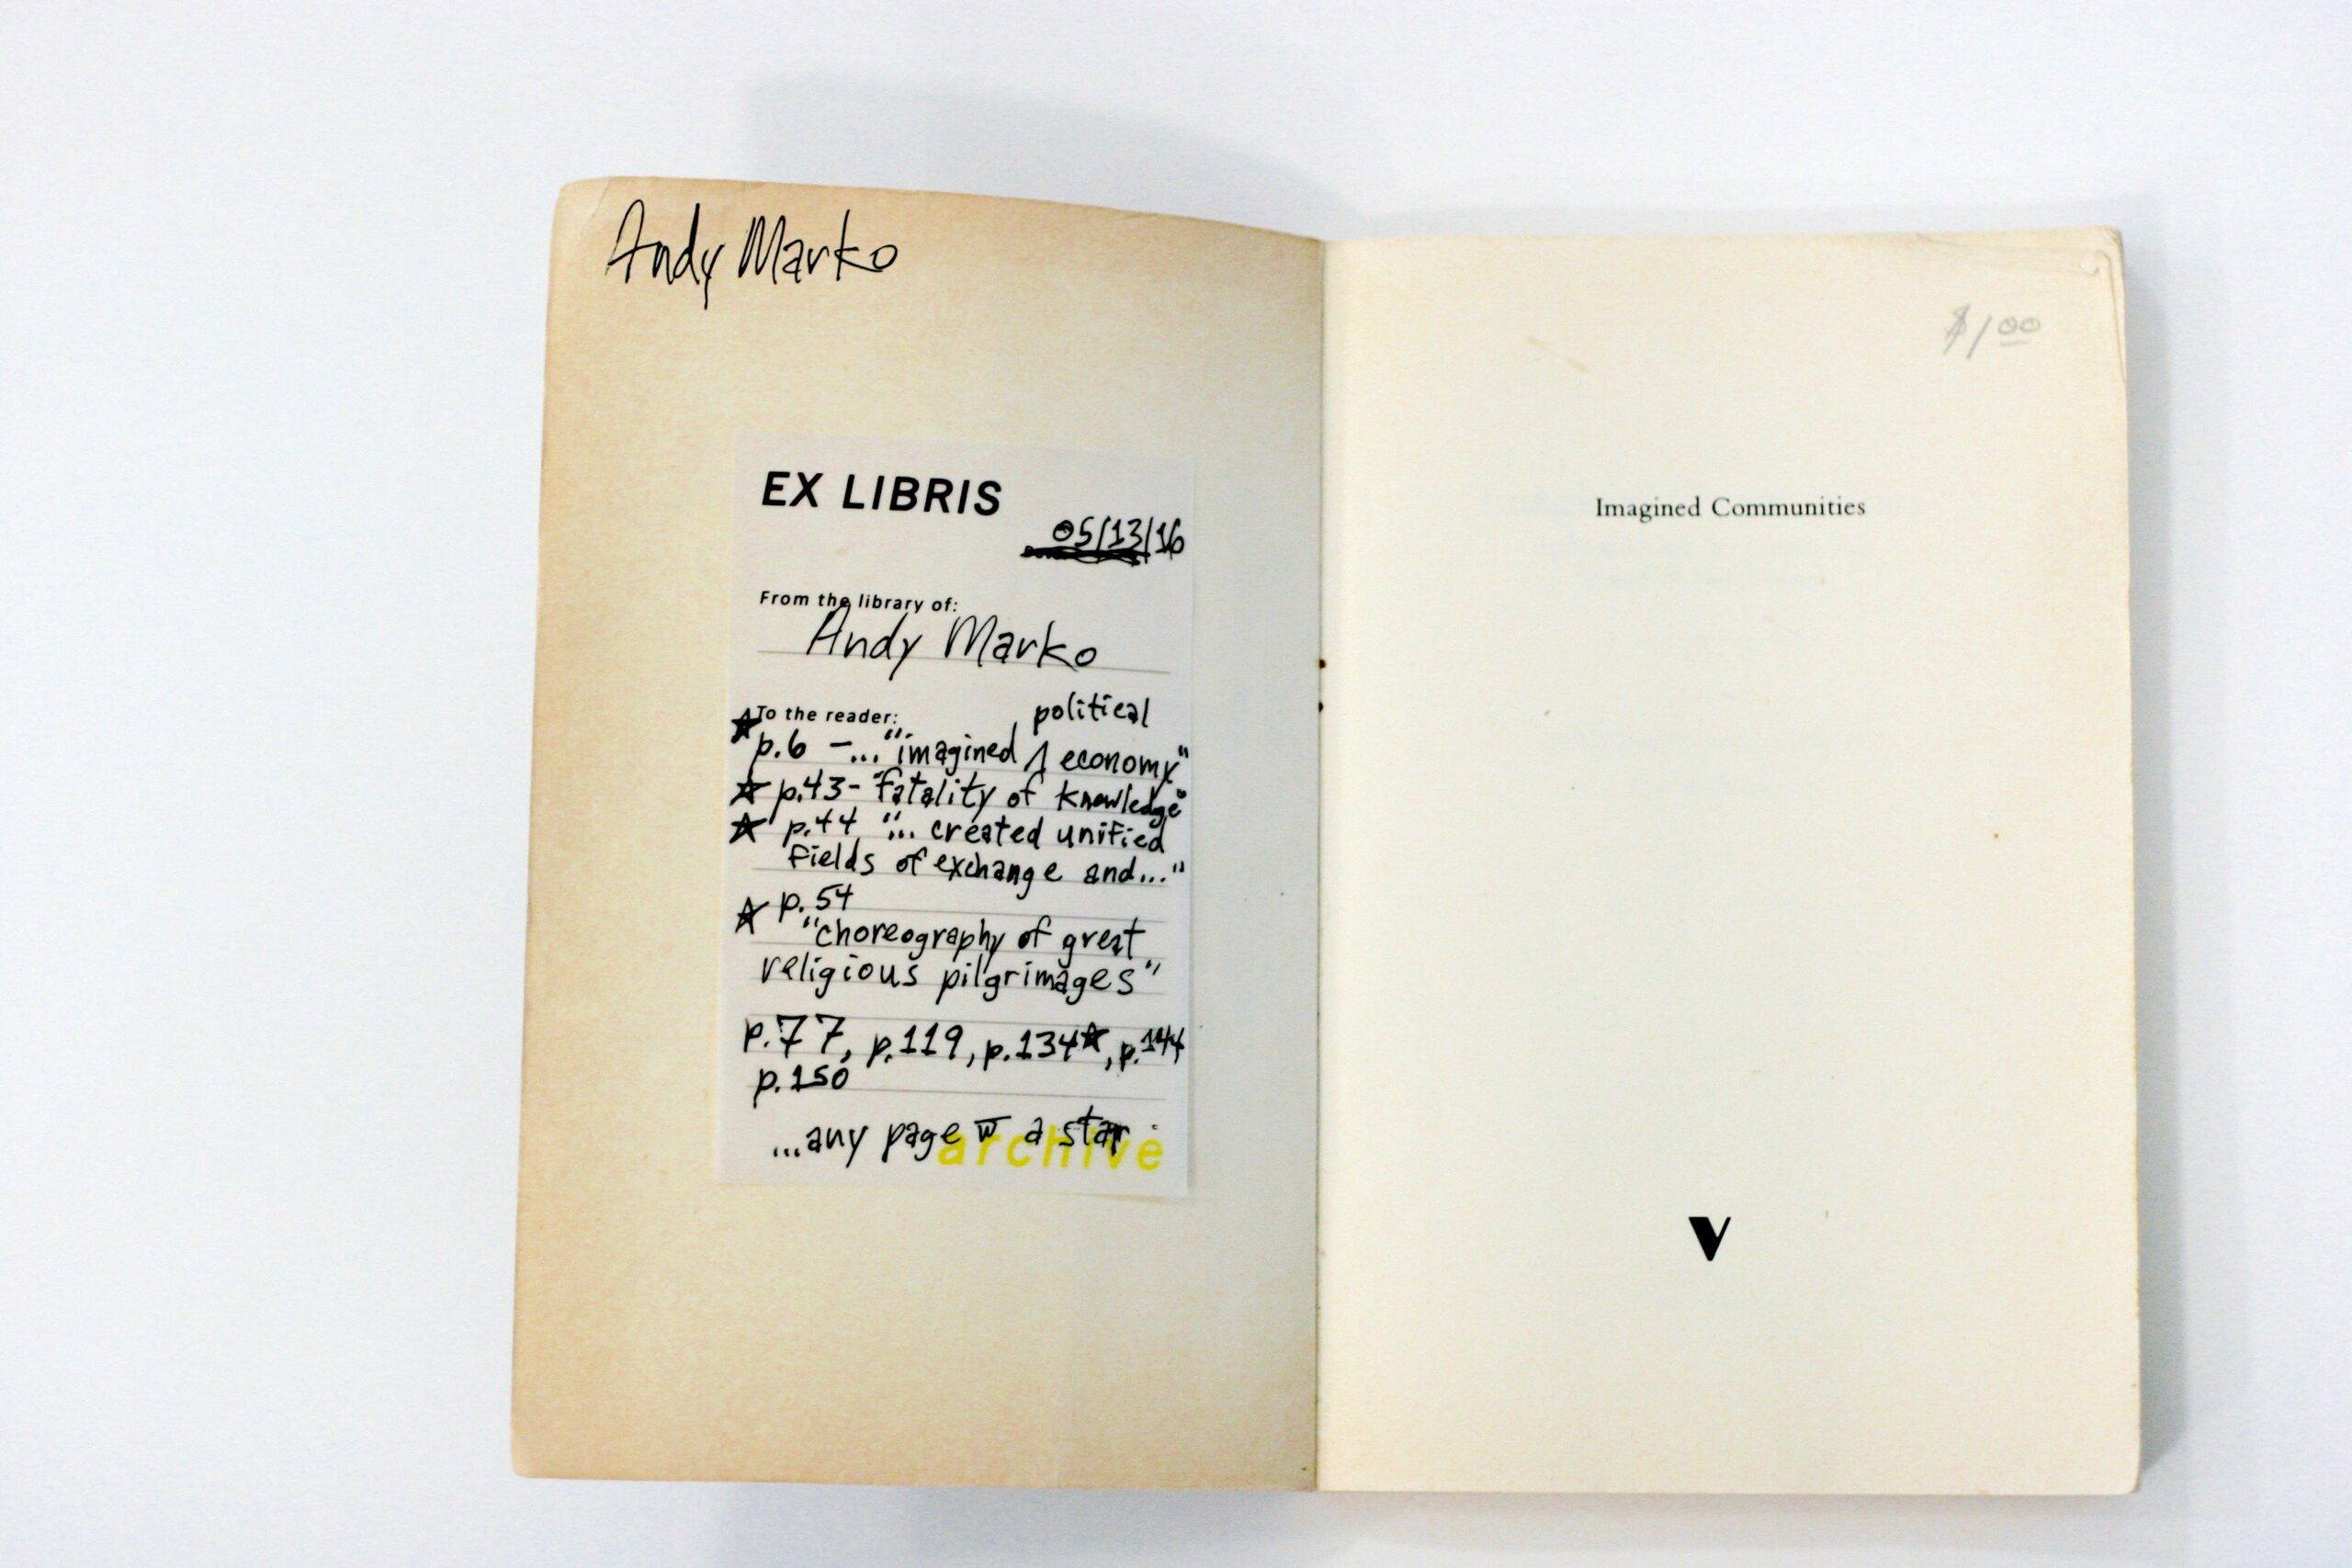 Andy Marko
EX LIBRIS
05/13/16
From the library of:
Andy Marko
To the reader:
political
☆ p.6 – ... "imagined ʌ economy"
☆ p.43 - "fatality of knowledge"
☆ p.44 "... created unified
fields of exchange and..."
☆ p.54
"choreography of great
religious pilgrimages"
p.77, p.119, p.134☆, p.144
p.150
...any page w̅ a star
archive
$1.00
Imagined Communities
V